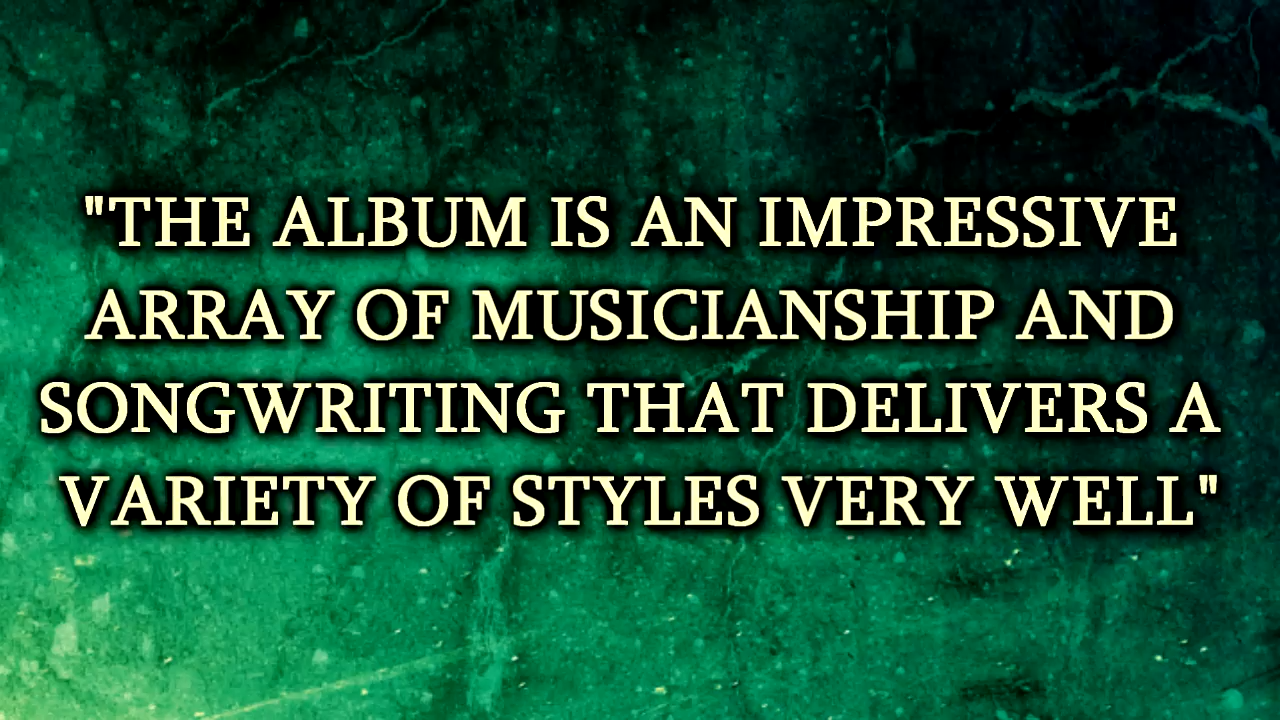 "THE ALBUM IS AN IMPRESSIVE
ARRAY OF MUSICIANSHIP AND
SONGWRITING THAT DELIVERS A
VARIETY OF STYLES VERY WELL"